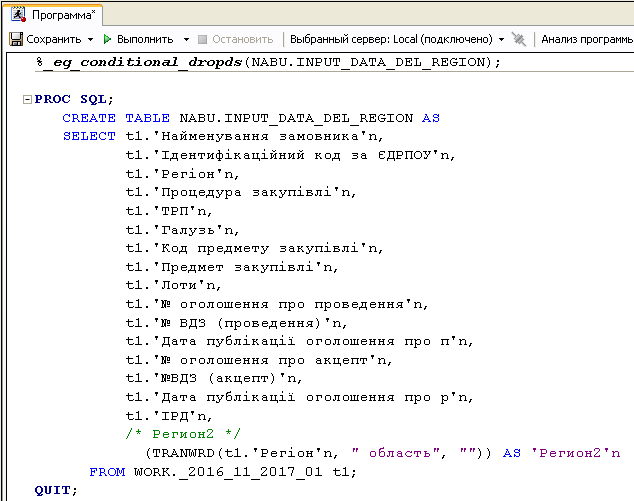 Программа*
Сохранить Выполнить Остановить Выбранный сервер: Local (подключено) Анализ программы
%_eg_conditional_dropds(NABU.INPUT_DATA_DEL_REGION);
PROC SQL;
CREATE TABLE NABU.INPUT_DATA_DEL_REGION AS
SELECT t1.'Найменування замовника'n,
t1.'Ідентифікаційний код за ЄДРПОУ'n,
t1.'Регіон'n,
t1.'Процедура закупівлі'n,
t1.'ТРП'n,
t1.'Галузь'n,
t1.'Код предмету закупівлі'n,
t1.'Предмет закупівлі'n,
t1.'Лоти'n,
t1.'№ оголошення про проведення'n,
t1.'№ ВДЗ (проведення)'n,
t1.'Дата публікації оголошення про п'n,
t1.'№ оголошення про акцепт'n,
t1.'№ВДЗ (акцепт)'n,
t1.'Дата публікації оголошення про р'n,
t1.'ІРД'n,
/* Регион2 */
(TRANWRD(t1.'Регіон'n, " область", "")) AS 'Регион2'n
FROM WORK._2016_11_2017_01 t1;
QUIT;